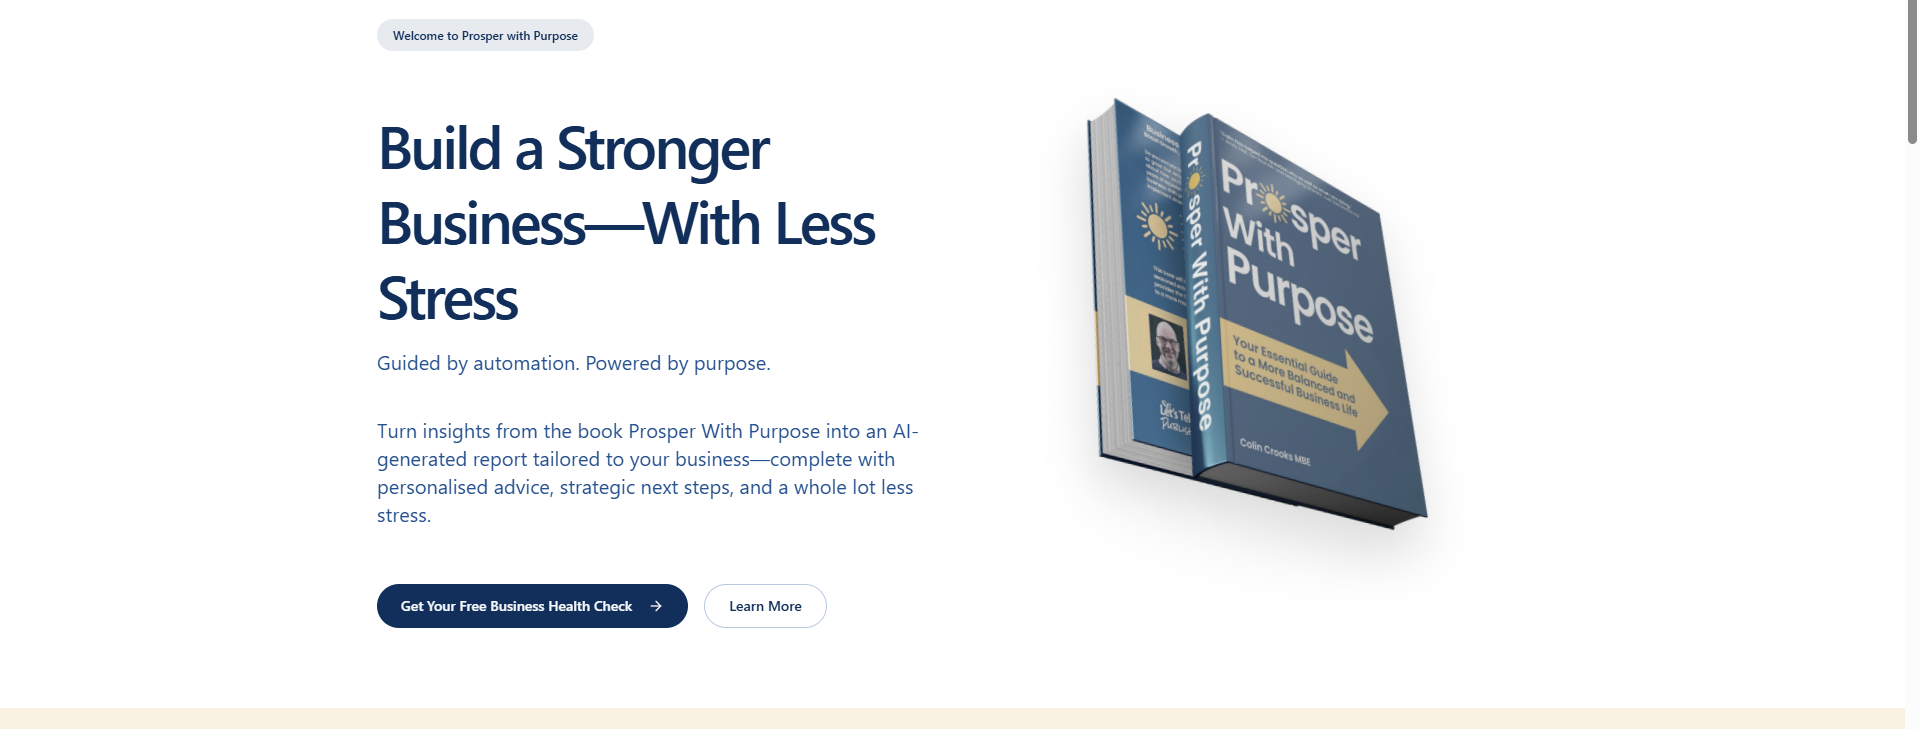 Welcome to Prosper with Purpose
Build a Stronger
Business—With Less
Stress
Guided by automation. Powered by purpose.
Turn insights from the book Prosper With Purpose into an AI-
generated report tailored to your business—complete with
personalised advice, strategic next steps, and a whole lot less
stress.
Get Your Free Business Health Check
Learn More
Business
Prosper With Purpose
Prosper
With
Purpose
Your Essential Guide
to a More Balanced and
Successful Business Life
Colin Crooks MBE